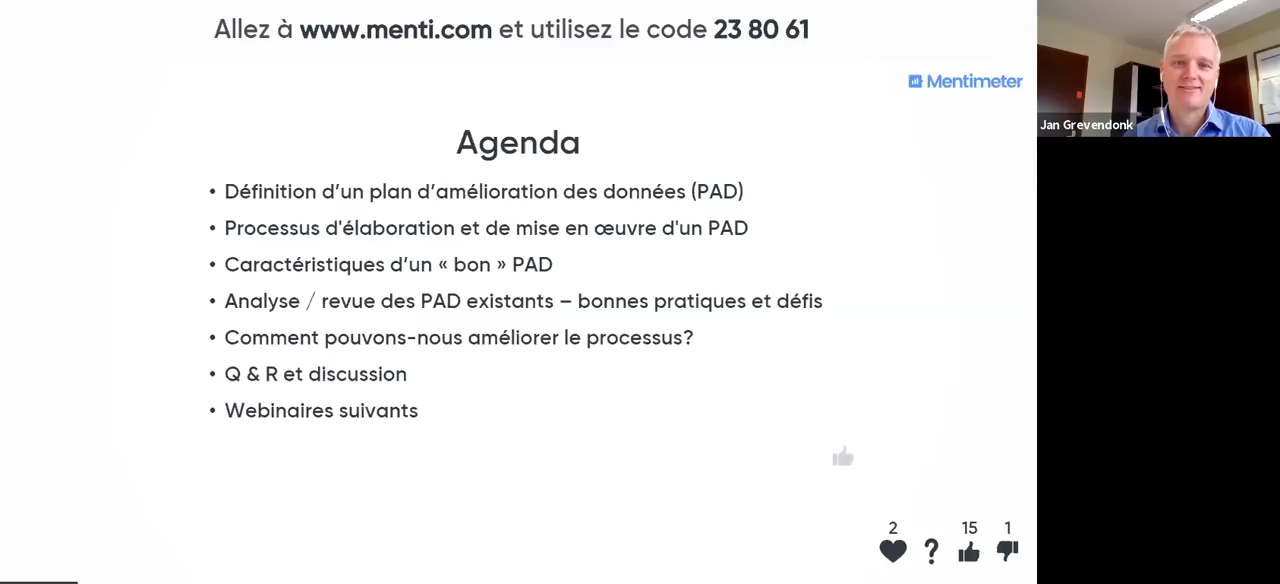 Allez à www.menti.com et utilisez le code 23 80 61
Mentimeter
Jan Grevendonk
Agenda
• Définition d’un plan d’amélioration des données (PAD)
• Processus d'élaboration et de mise en œuvre d'un PAD
• Caractéristiques d’un « bon » PAD
• Analyse / revue des PAD existants – bonnes pratiques et défis
• Comment pouvons-nous améliorer le processus?
• Q & R et discussion
• Webinaires suivants
2 15 1
?